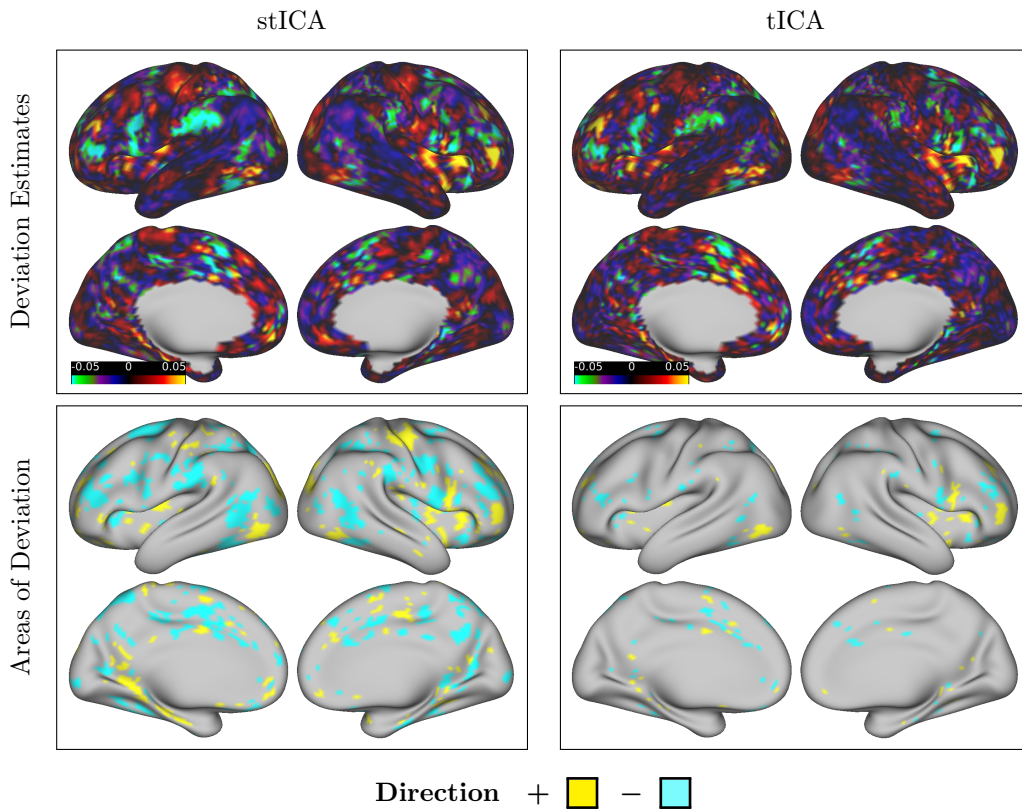 stICA tICA
Deviation Estimates
-0.05 0 0.05 -0.05 0 0.05
Areas of Deviation
Direction + −